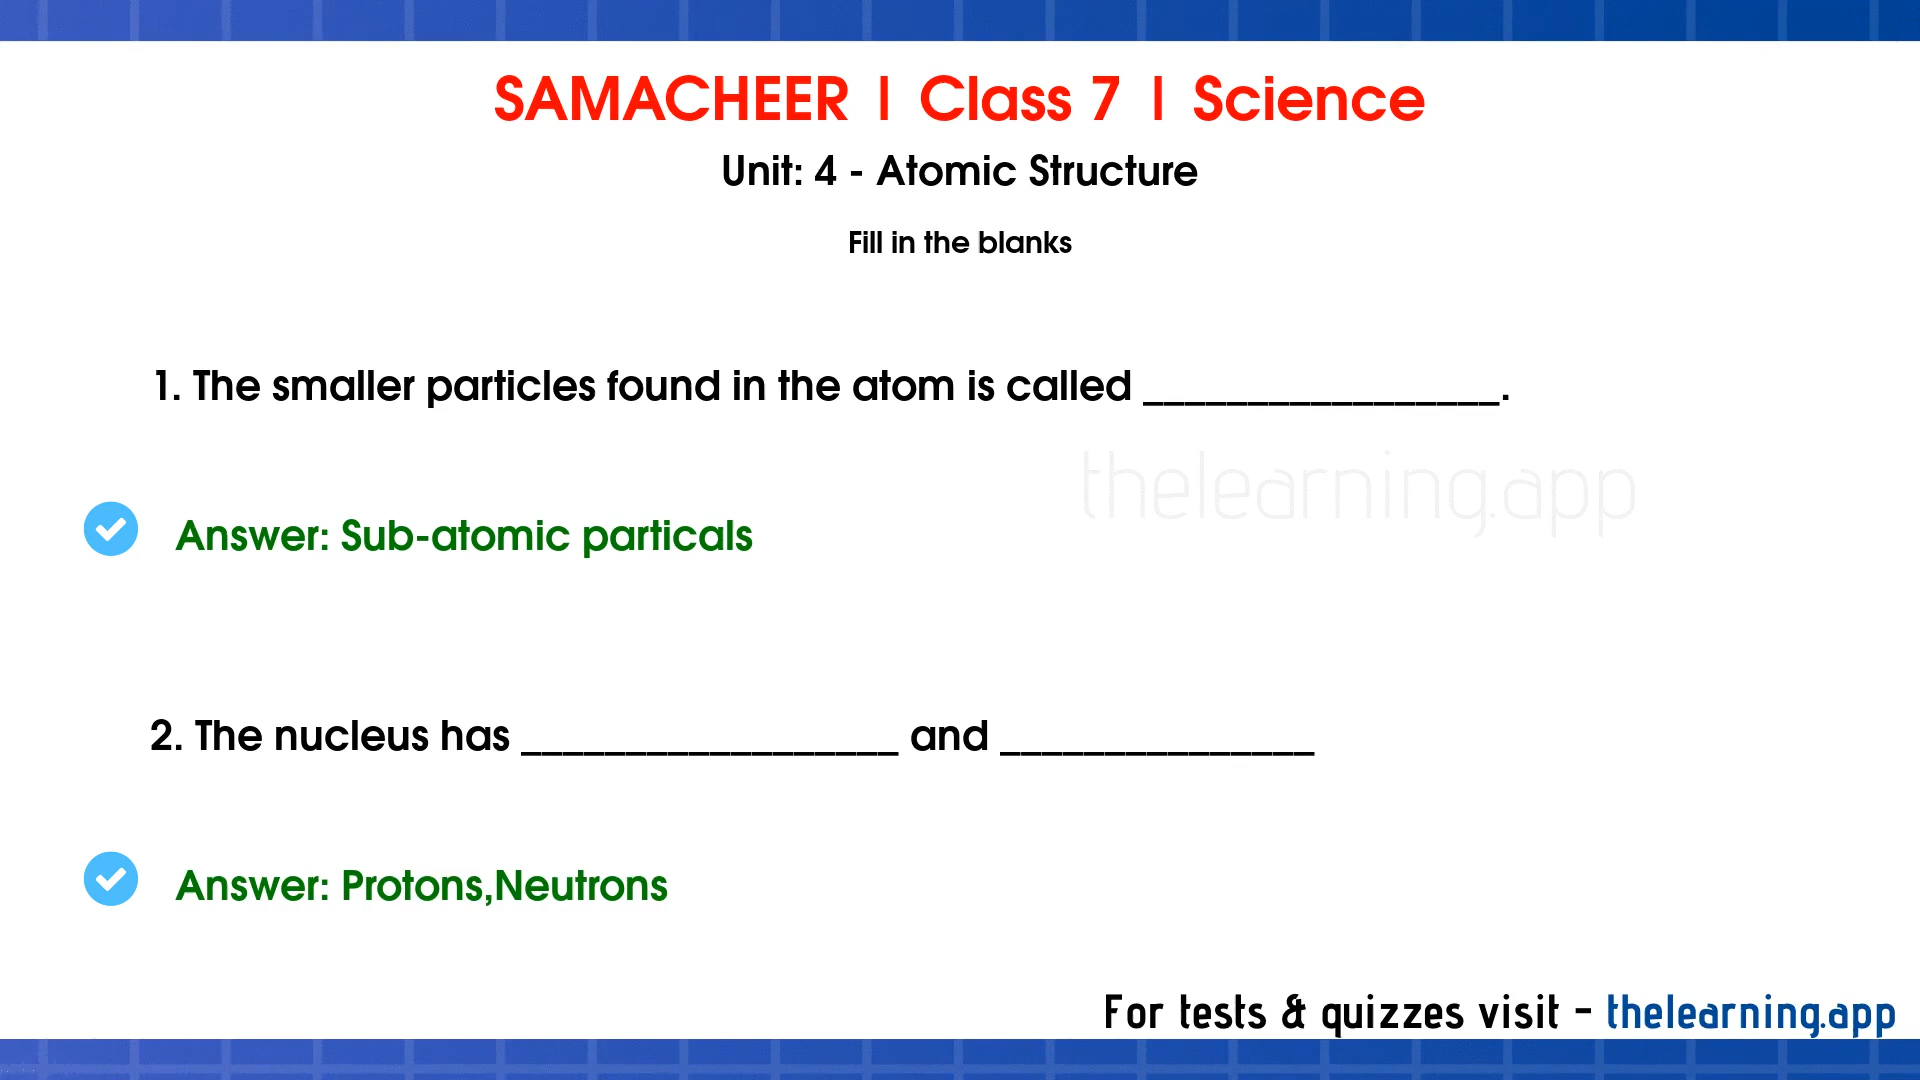 SAMACHEER | Class 7 | Science
Unit: 4 - Atomic Structure
Fill in the blanks
1. The smaller particles found in the atom is called _________________.
thelearning.app
Answer: Sub-atomic particals
2. The nucleus has __________________ and _______________
Answer: Protons,Neutrons
For tests & quizzes visit - thelearning.app